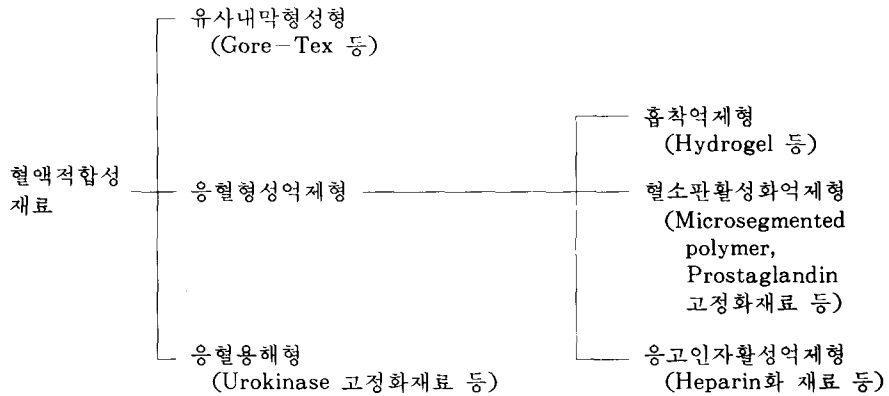 유사내막형성형
(Gore-Tex 등)
혈액적합성
재료
응혈형성억제형
흡착억제형
(Hydrogel 등)
혈소판활성화억제형
(Microsegmented
polymer,
Prostaglandin
고정화재료 등)
응고인자활성억제형
(Heparin화 재료 등)
응혈용해형
(Urokinase 고정화재료 등)